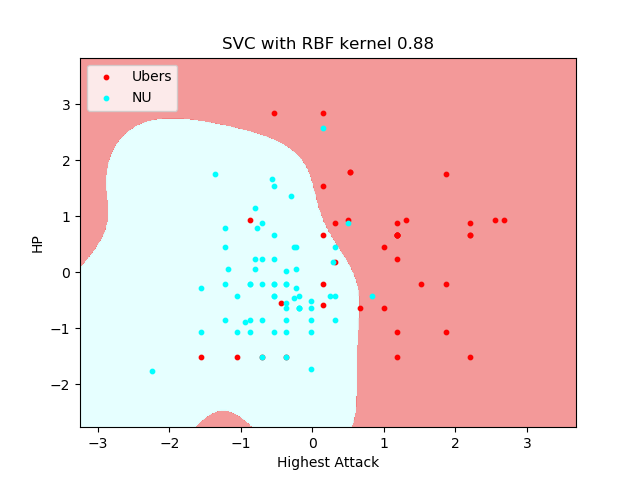 SVC with RBF kernel 0.88
Ubers
NU
3
2
1
0
−1
−2
HP
−3
−2
−1
0
1
2
3
Highest Attack